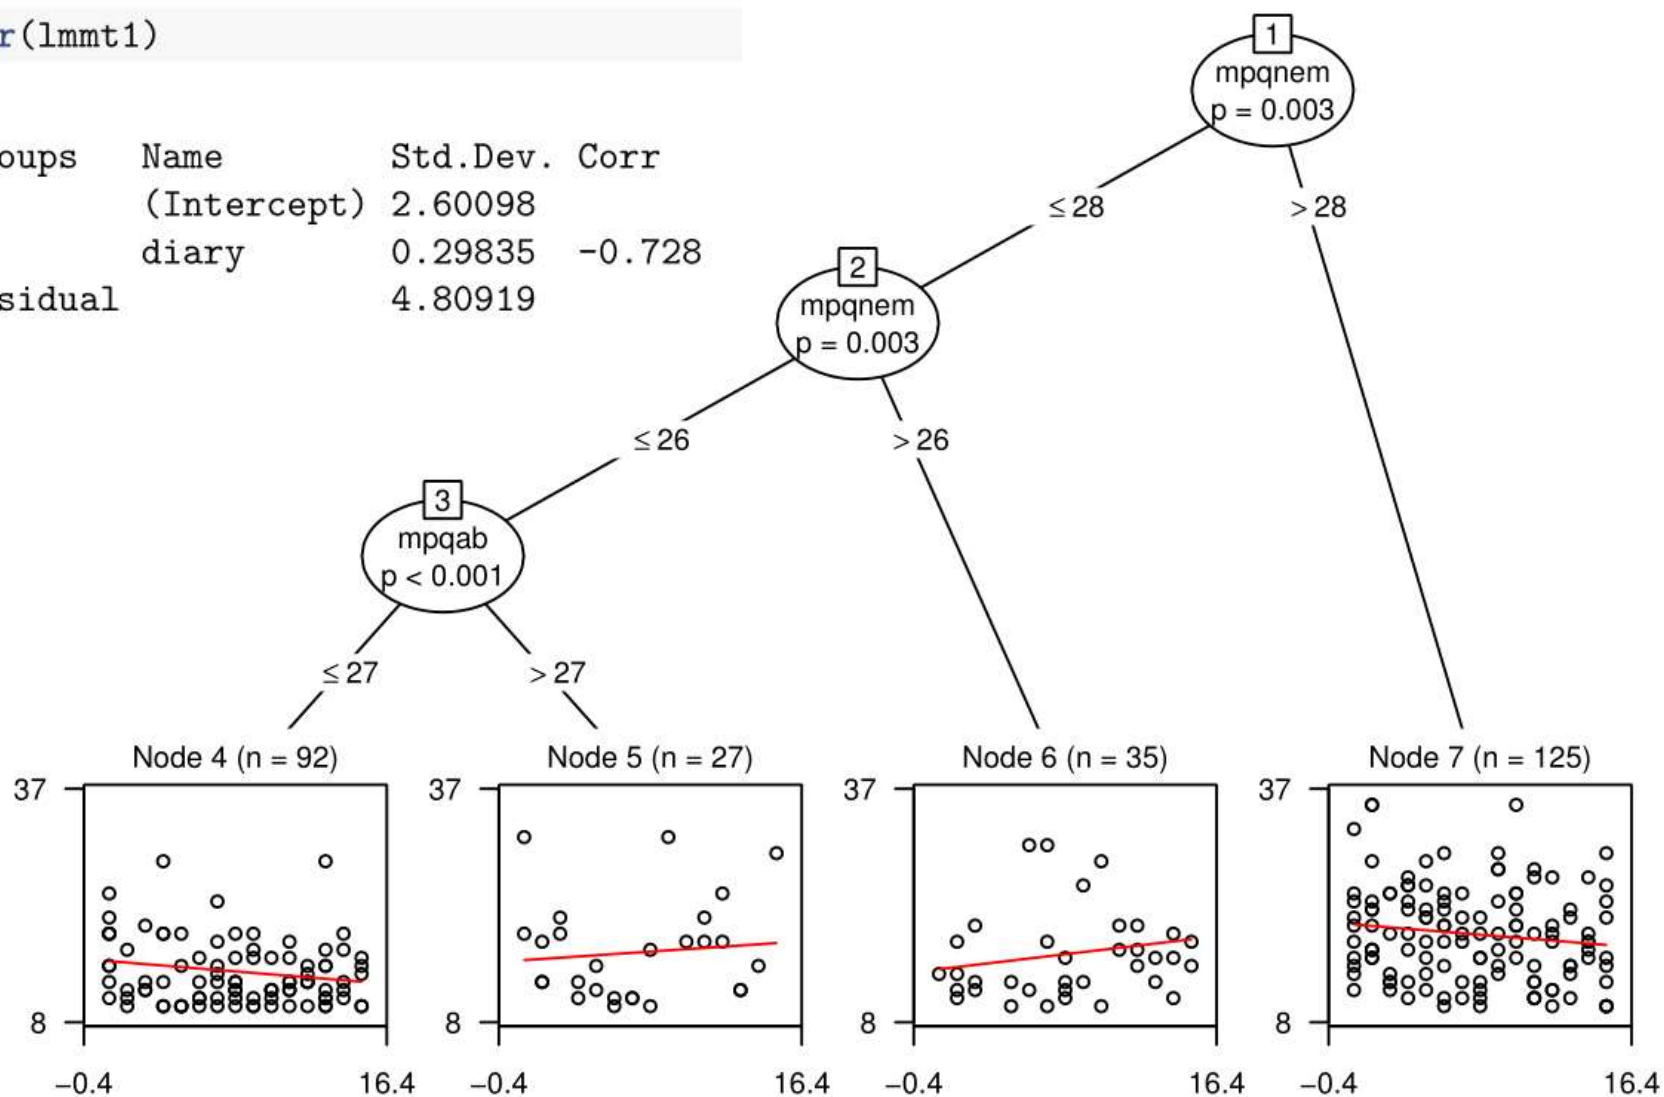 r(lmmt1)
oups Name Std.Dev. Corr
(Intercept) 2.60098
diary 0.29835 -0.728
sidual 4.80919
1
mpqnem
p = 0.003
≤ 28
> 28
2
mpqnem
p = 0.003
≤ 26
> 26
3
mpqab
p < 0.001
≤ 27
> 27
Node 4 (n = 92)
37
8
−0.4 16.4
Node 5 (n = 27)
37
8
−0.4 16.4
Node 6 (n = 35)
37
8
−0.4 16.4
Node 7 (n = 125)
37
8
−0.4 16.4